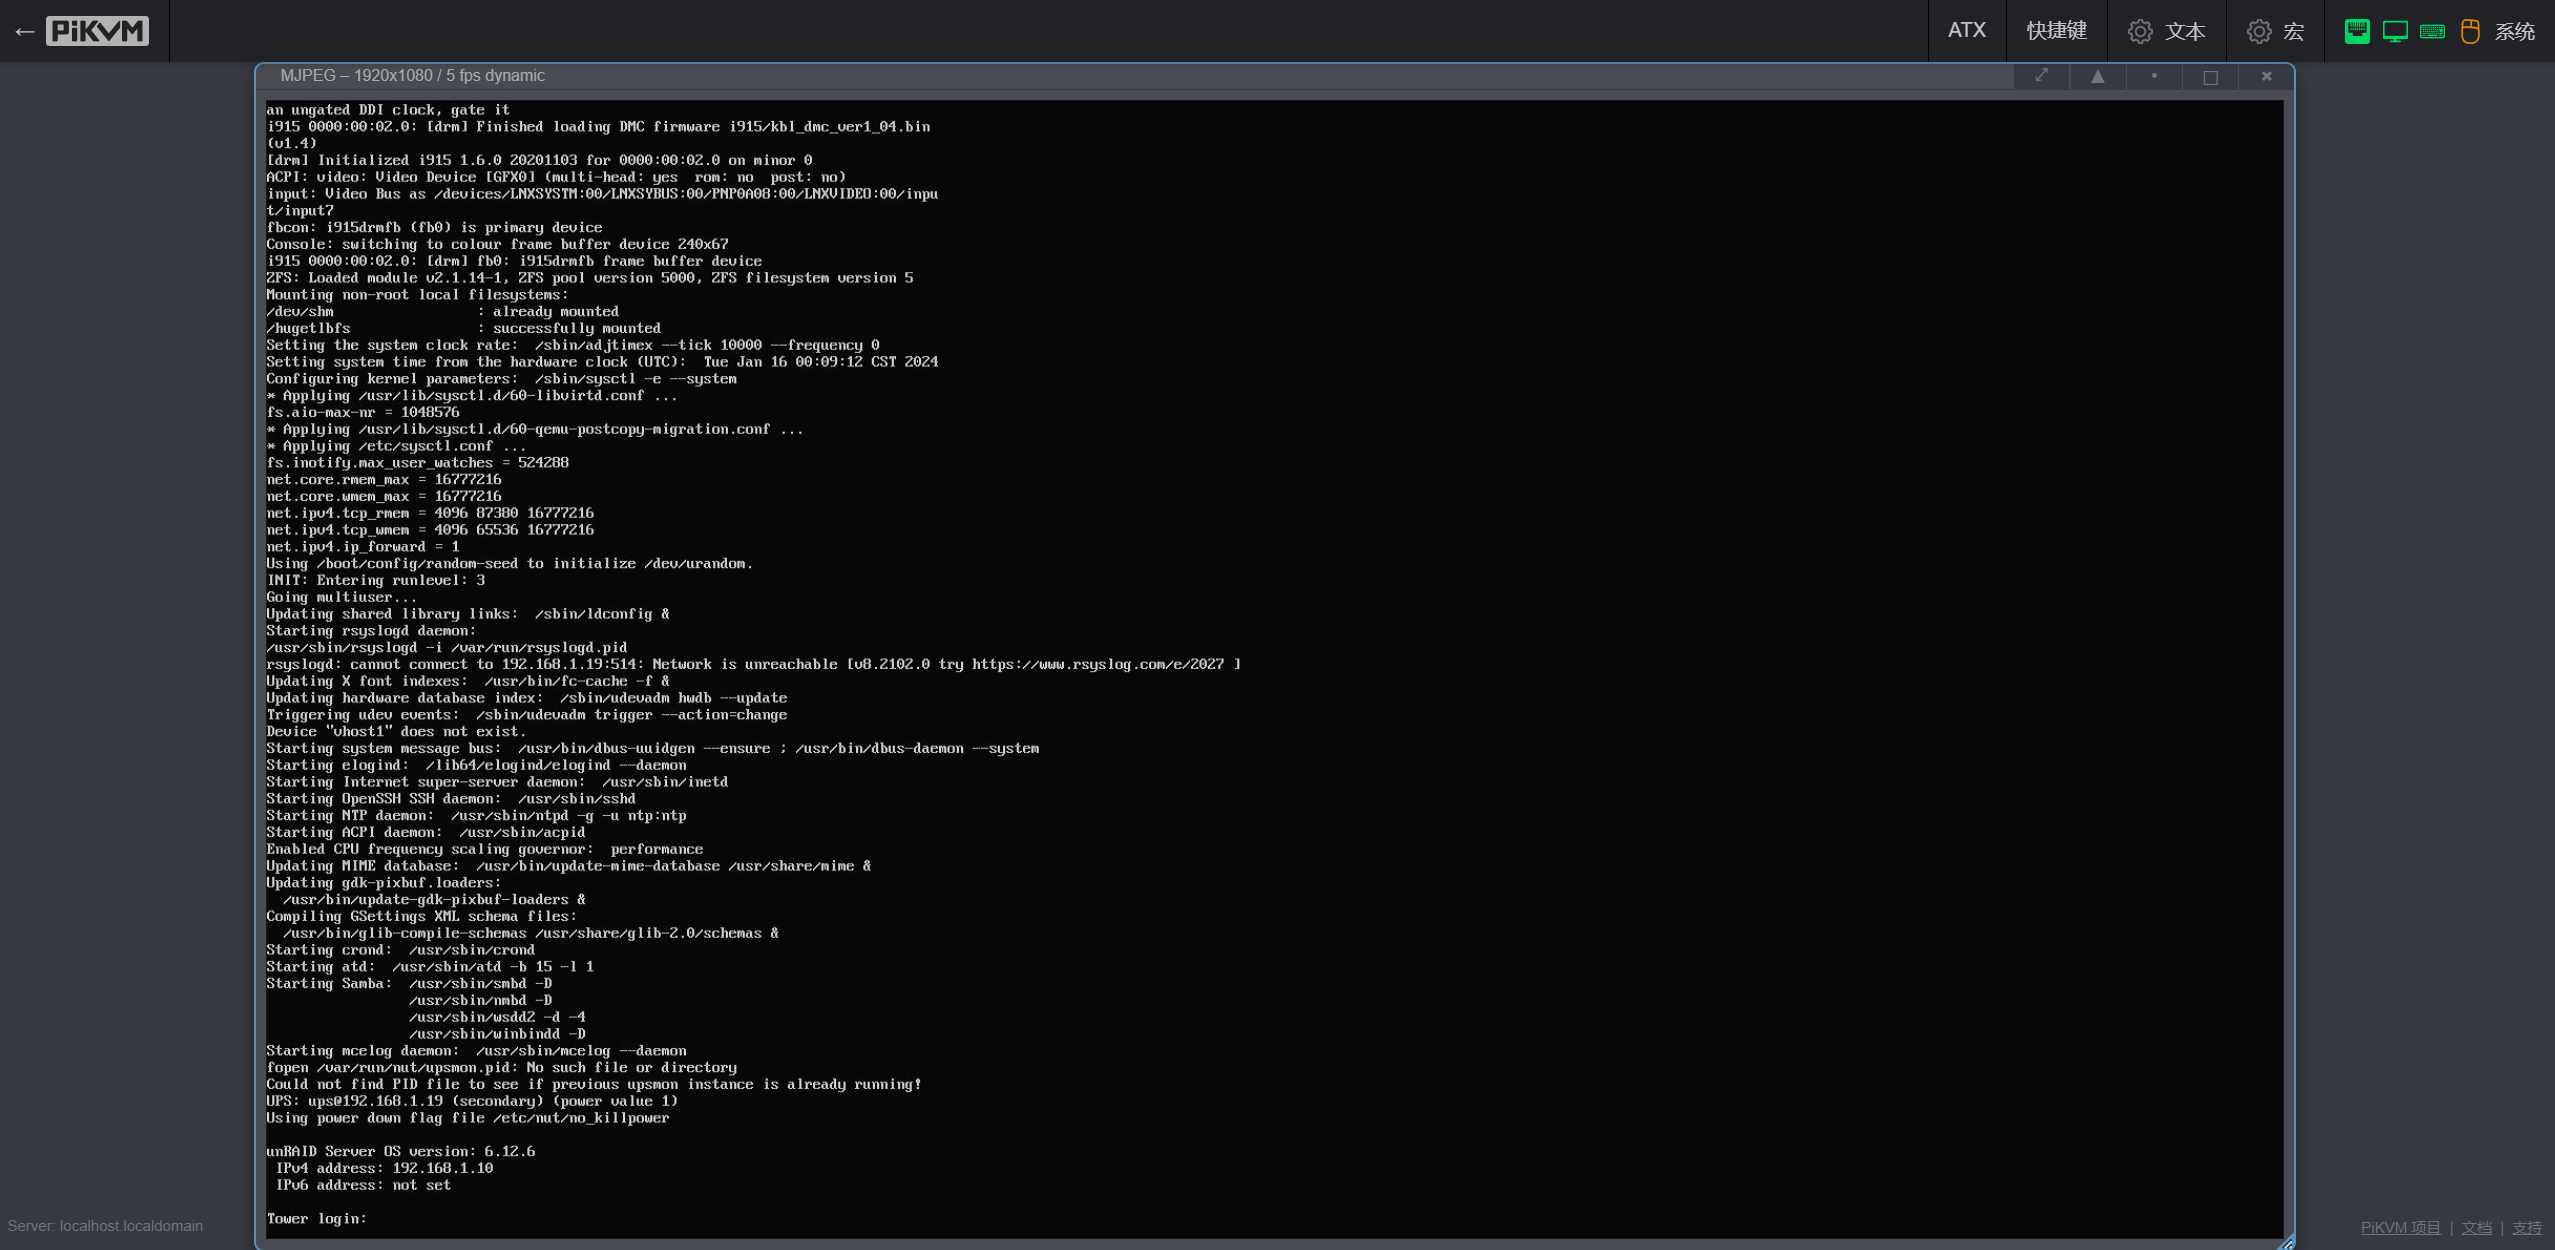 ← PiKVM
ATX
快捷键
文本
宏
系统
MJPEG – 1920x1080 / 5 fps dynamic
an ungated DDI clock, gate it
i915 0000:00:02.0: [drm] Finished loading DMC firmware i915/kbl_dmc_ver1_04.bin
(v1.4)
[drm] Initialized i915 1.6.0 20201103 for 0000:00:02.0 on minor 0
ACPI: video: Video Device [GFX0] (multi-head: yes  rom: no  post: no)
input: Video Bus as /devices/LNXSYSTM:00/LNXSYBUS:00/PNP0A08:00/LNXVIDEO:00/inpu
t/input7
fbcon: i915drmfb (fb0) is primary device
Console: switching to colour frame buffer device 240x67
i915 0000:00:02.0: [drm] fb0: i915drmfb frame buffer device
ZFS: Loaded module v2.1.14-1, ZFS pool version 5000, ZFS filesystem version 5
Mounting non-root local filesystems:
/dev/shm                 : already mounted
/hugetlbfs               : successfully mounted
Setting the system clock rate:  /sbin/adjtimex --tick 10000 --frequency 0
Setting system time from the hardware clock (UTC):  Tue Jan 16 00:09:12 CST 2024
Configuring kernel parameters:  /sbin/sysctl -e --system
* Applying /usr/lib/sysctl.d/60-libvirtd.conf ...
fs.aio-max-nr = 1048576
* Applying /usr/lib/sysctl.d/60-qemu-postcopy-migration.conf ...
* Applying /etc/sysctl.conf ...
fs.inotify.max_user_watches = 524288
net.core.rmem_max = 16777216
net.core.wmem_max = 16777216
net.ipv4.tcp_rmem = 4096 87380 16777216
net.ipv4.tcp_wmem = 4096 65536 16777216
net.ipv4.ip_forward = 1
Using /boot/config/random-seed to initialize /dev/urandom.
INIT: Entering runlevel: 3
Going multiuser...
Updating shared library links:  /sbin/ldconfig &
Starting rsyslogd daemon:
/usr/sbin/rsyslogd -i /var/run/rsyslogd.pid
rsyslogd: cannot connect to 192.168.1.19:514: Network is unreachable [v8.2102.0 try https://www.rsyslog.com/e/2027 ]
Updating X font indexes:  /usr/bin/fc-cache -f &
Updating hardware database index:  /sbin/udevadm hwdb --update
Triggering udev events:  /sbin/udevadm trigger --action=change
Device "vhost1" does not exist.
Starting system message bus:  /usr/bin/dbus-uuidgen --ensure ; /usr/bin/dbus-daemon --system
Starting elogind:  /lib64/elogind/elogind --daemon
Starting Internet super-server daemon:  /usr/sbin/inetd
Starting OpenSSH SSH daemon:  /usr/sbin/sshd
Starting NTP daemon:  /usr/sbin/ntpd -g -u ntp:ntp
Starting ACPI daemon:  /usr/sbin/acpid
Enabled CPU frequency scaling governor:  performance
Updating MIME database:  /usr/bin/update-mime-database /usr/share/mime &
Updating gdk-pixbuf.loaders:
  /usr/bin/update-gdk-pixbuf-loaders &
Compiling GSettings XML schema files:
  /usr/bin/glib-compile-schemas /usr/share/glib-2.0/schemas &
Starting crond:  /usr/sbin/crond
Starting atd:  /usr/sbin/atd -b 15 -l 1
Starting Samba:  /usr/sbin/smbd -D
                 /usr/sbin/nmbd -D
                 /usr/sbin/wsdd2 -d -4
                 /usr/sbin/winbindd -D
Starting mcelog daemon:  /usr/sbin/mcelog --daemon
fopen /var/run/nut/upsmon.pid: No such file or directory
Could not find PID file to see if previous upsmon instance is already running!
UPS: ups@192.168.1.19 (secondary) (power value 1)
Using power down flag file /etc/nut/no_killpower
unRAID Server OS version: 6.12.6
 IPv4 address: 192.168.1.10
 IPv6 address: not set
Tower login:
Server: localhost.localdomain
PiKVM 项目 | 文档 | 支持